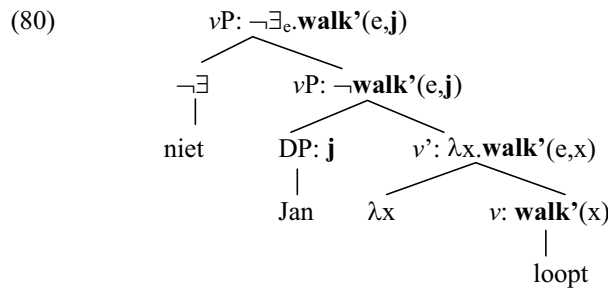 (80) vP: ¬∃ₑ.walk’(e,j)
¬∃ vP: ¬walk’(e,j)
niet DP: j v’: λx.walk’(e,x)
Jan λx v: walk’(x)
loopt